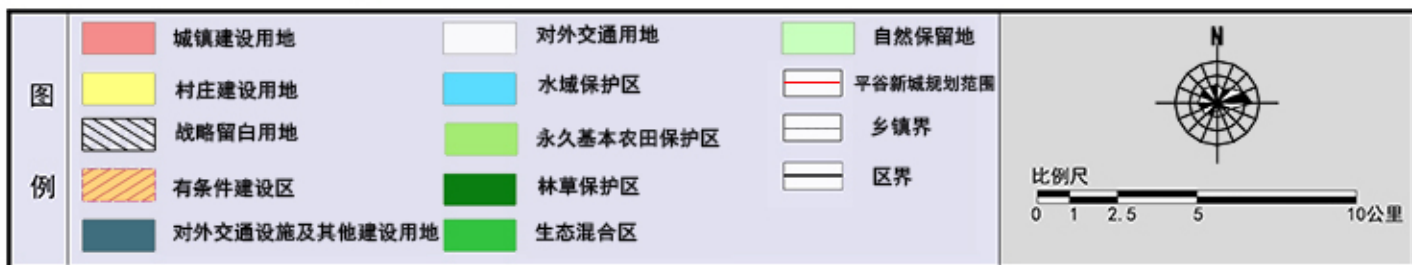 图例
城镇建设用地
村庄建设用地
战略留白用地
有条件建设区
对外交通设施及其他建设用地
对外交通用地
水域保护区
永久基本农田保护区
林草保护区
生态混合区
自然保留地
平谷新城规划范围
乡镇界
区界
N
比例尺
0 1 2.5 5 10公里